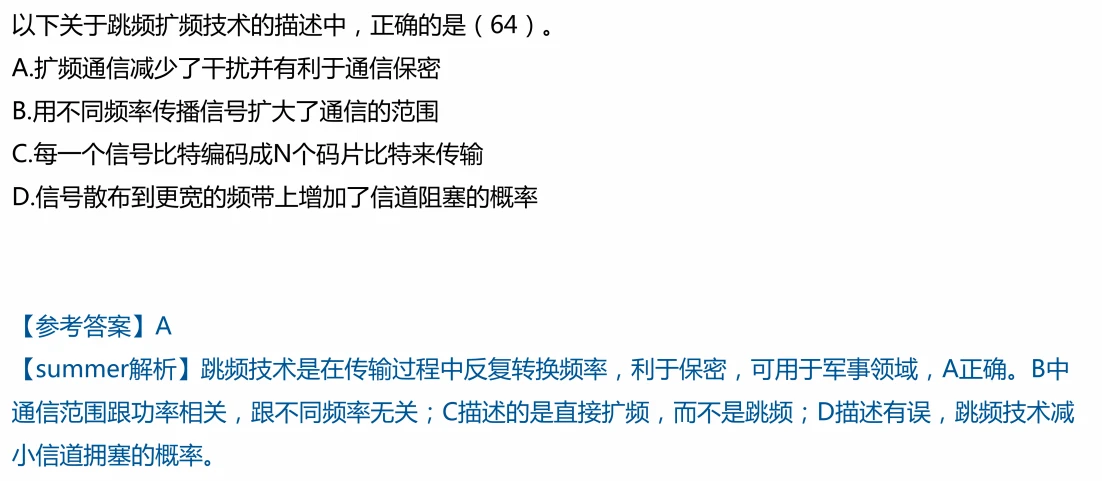 以下关于跳频扩频技术的描述中，正确的是（64）。
A.扩频通信减少了干扰并有利于通信保密
B.用不同频率传播信号扩大了通信的范围
C.每一个信号比特编码成N个码片比特来传输
D.信号散布到更宽的频带上增加了信道阻塞的概率
【参考答案】A
【summer解析】跳频技术是在传输过程中反复转换频率，利于保密，可用于军事领域，A正确。B中
通信范围跟功率相关，跟不同频率无关；C描述的是直接扩频，而不是跳频；D描述有误，跳频技术减
小信道拥塞的概率。